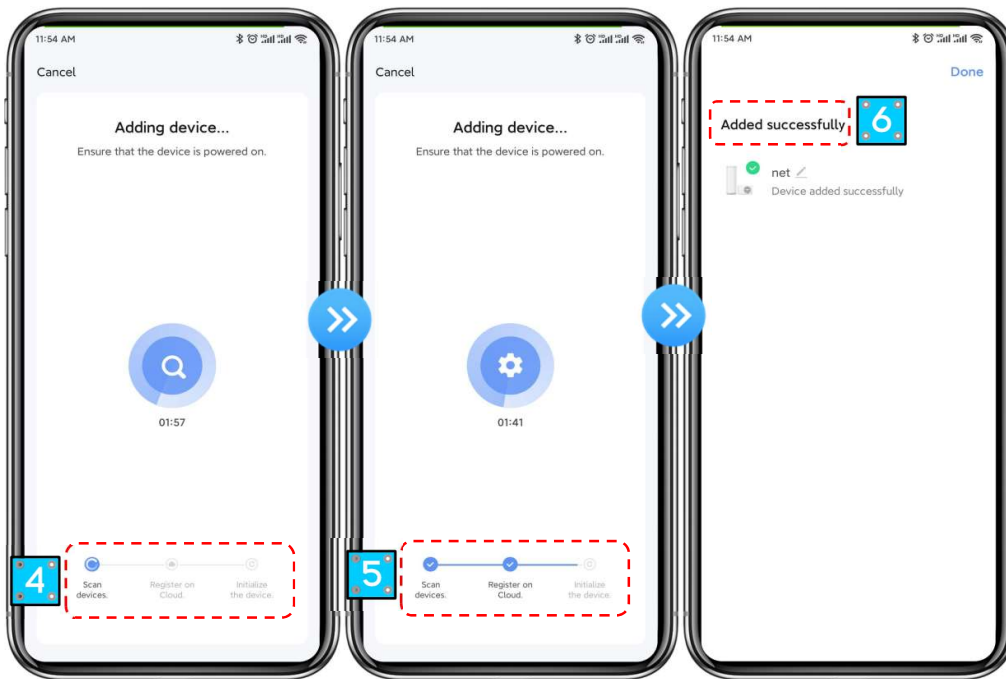 11:54 AM
Cancel
Adding device...
Ensure that the device is powered on.
01:57
4
Scan
devices.
Register on
Cloud.
Initialize
the device.
11:54 AM
Cancel
Adding device...
Ensure that the device is powered on.
01:41
5
Scan
devices.
Register on
Cloud.
Initialize
the device.
11:54 AM
Done
Added successfully
6
net
Device added successfully